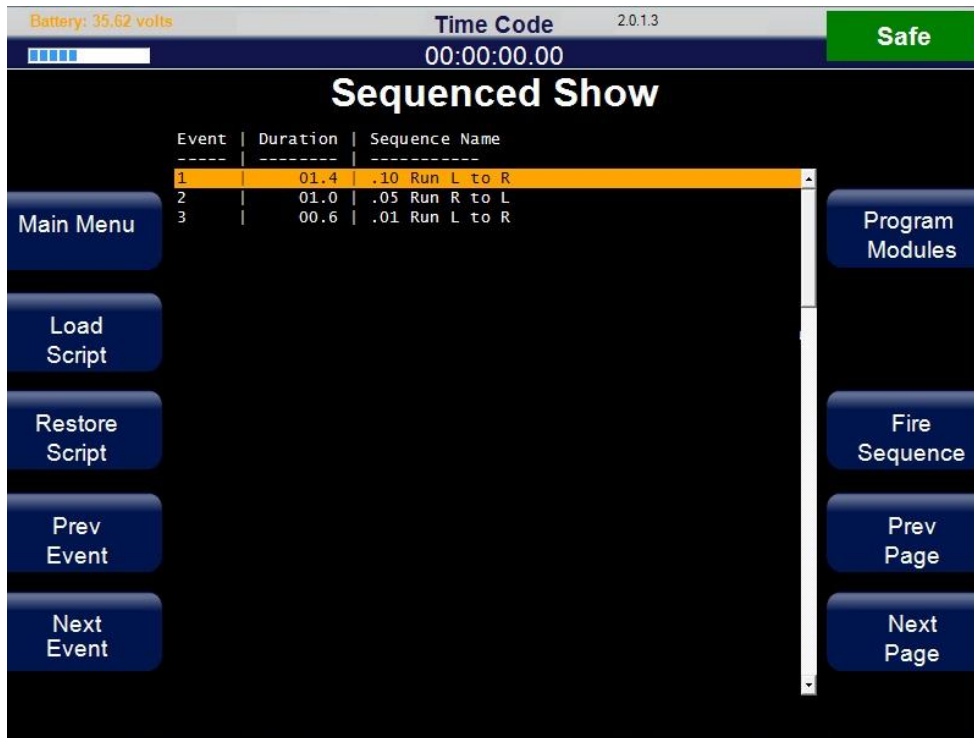 Battery: 35.62 volts
Time Code
2.0.1.3
Safe
00:00:00.00
Sequenced Show
Event | Duration | Sequence Name
----- | -------- | -----------
1 | 01.4 | .10 Run L to R
2 | 01.0 | .05 Run R to L
3 | 00.6 | .01 Run L to R
Main Menu
Load
Script
Restore
Script
Prev
Event
Next
Event
Program
Modules
Fire
Sequence
Prev
Page
Next
Page